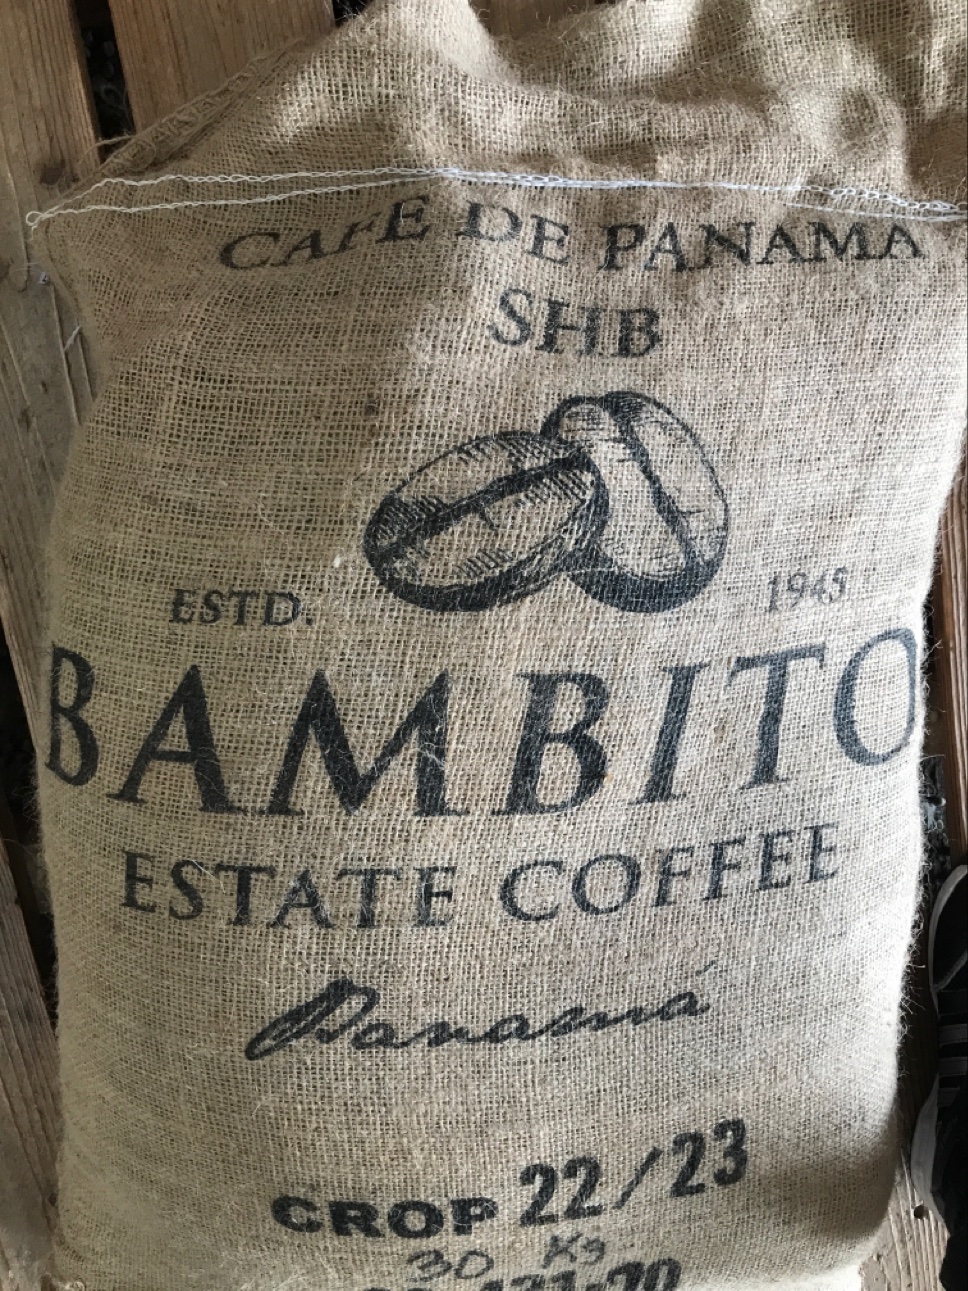 CAFE DE PANAMA
SHB
ESTD. 1945
BAMBITO
ESTATE COFFEE
Panamá
CROP 22/23
30 Kg